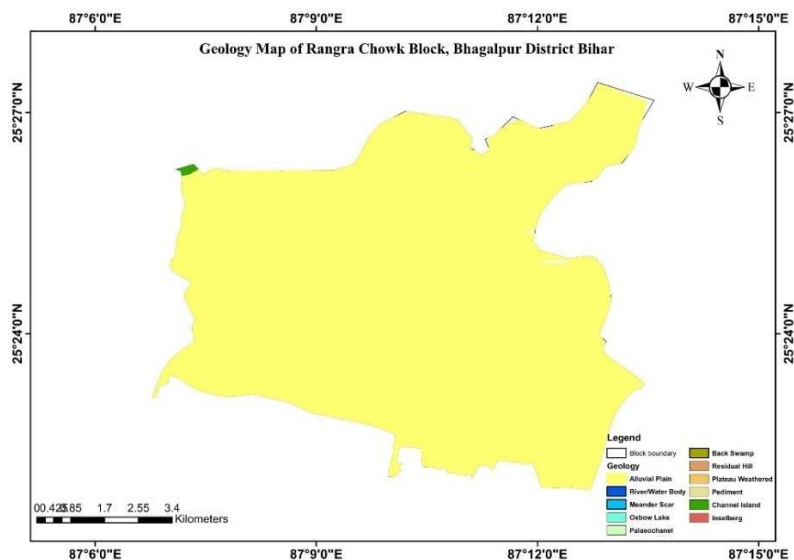 87°6'0"E 87°9'0"E 87°12'0"E 87°15'0"E
Geology Map of Rangra Chowk Block, Bhagalpur District Bihar
N
W E
S
25°27'0"N 25°27'0"N
25°24'0"N 25°24'0"N
Legend
Block boundary
Geology
Alluvial Plain
River/Water Body
Meander Scar
Oxbow Lake
Palaeochanel
Back Swamp
Residual Hill
Plateau Weathered
Pediment
Channel Island
Inselberg
00.4250.85 1.7 2.55 3.4
Kilometers
87°6'0"E 87°9'0"E 87°12'0"E 87°15'0"E